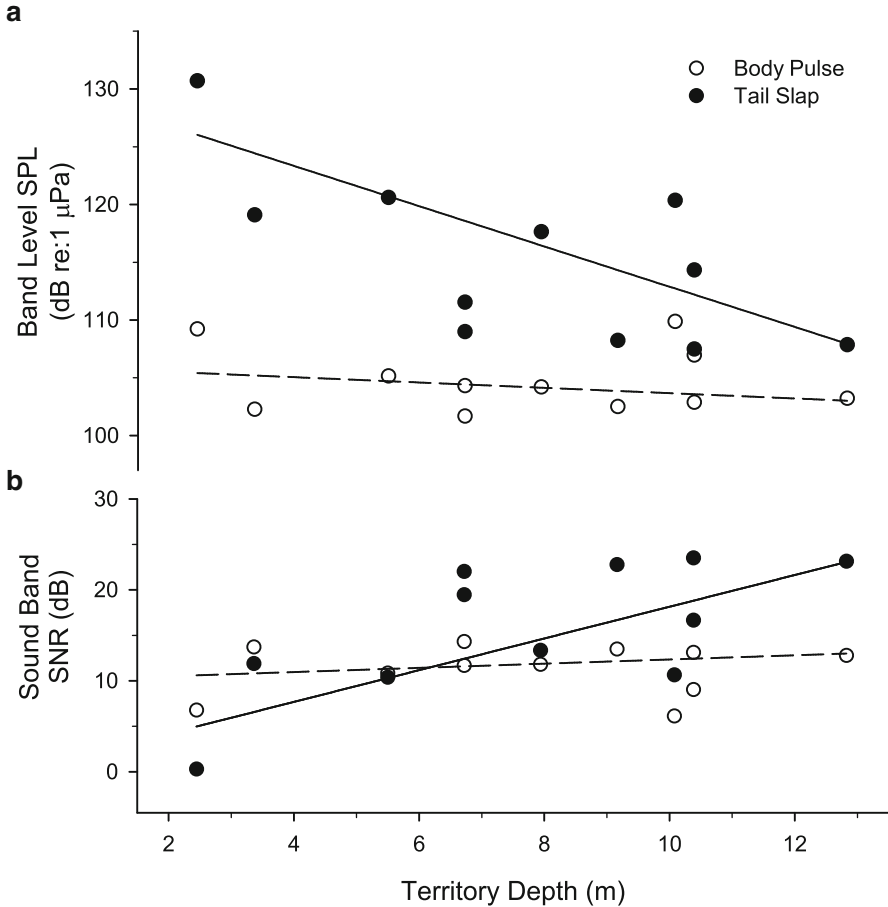 a
Body Pulse
Tail Slap
130
120
110
100
Band Level SPL
(dB re:1 μPa)
b
30
20
10
0
Sound Band
SNR (dB)
2 4 6 8 10 12
Territory Depth (m)